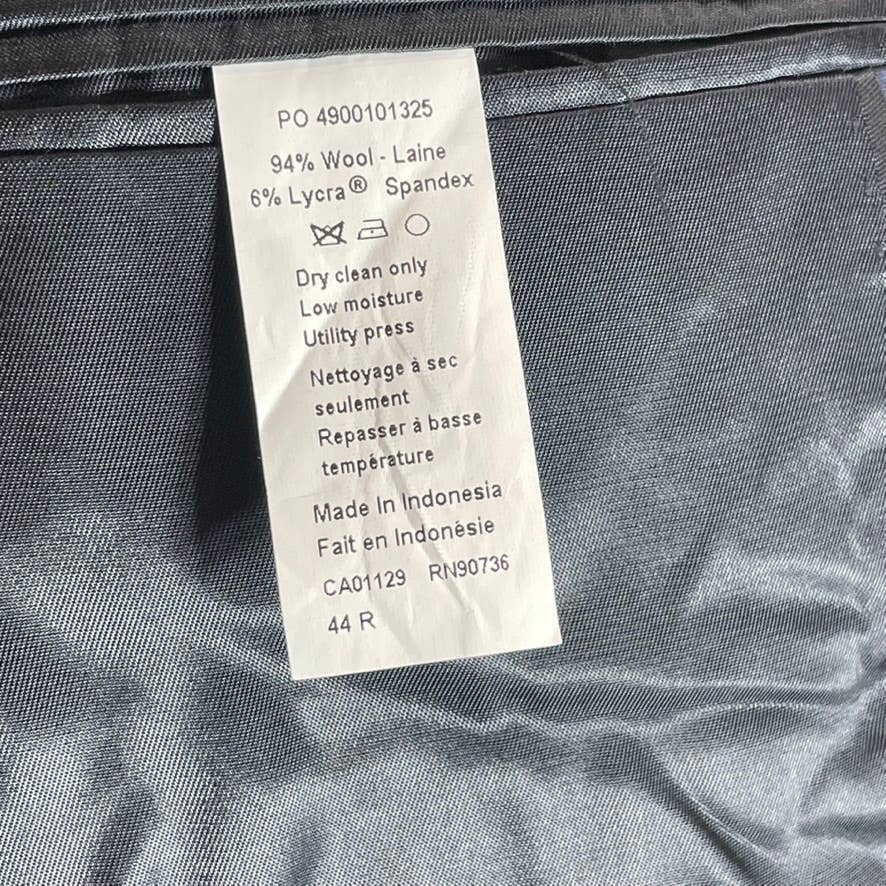 PO 4900101325
94% Wool - Laine
6% Lycra® Spandex
Dry clean only
Low moisture
Utility press
Nettoyage à sec
seulement
Repasser à basse
température
Made In Indonesia
Fait en Indonésie
CA01129 RN90736
44 R